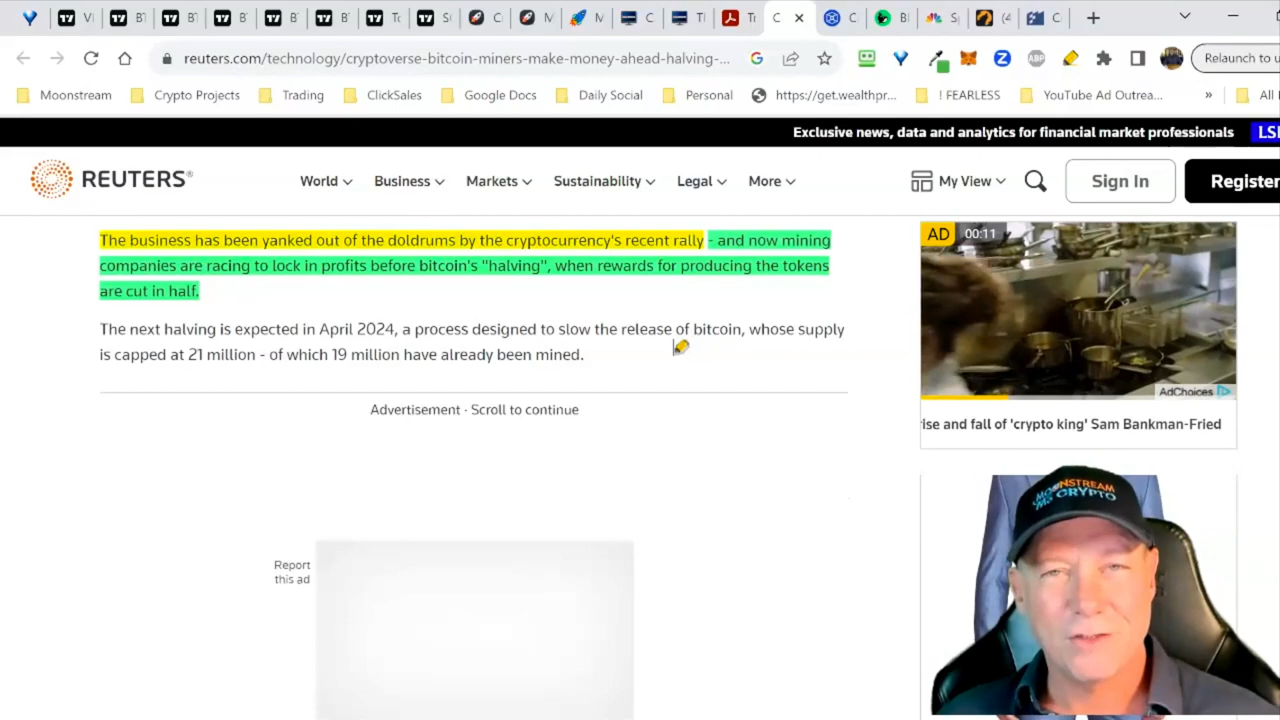 reuters.com/technology/cryptoverse-bitcoin-miners-make-money-ahead-halving-...
Relaunch to u
Moonstream
Crypto Projects
Trading
ClickSales
Google Docs
Daily Social
Personal
https://get.wealthpr...
! FEARLESS
YouTube Ad Outrea...
»
All
Exclusive news, data and analytics for financial market professionals
REUTERS®
World
Business
Markets
Sustainability
Legal
More
My View
Sign In
Register
The business has been yanked out of the doldrums by the cryptocurrency's recent rally - and now mining
companies are racing to lock in profits before bitcoin's "halving", when rewards for producing the tokens
are cut in half.
The next halving is expected in April 2024, a process designed to slow the release of bitcoin, whose supply
is capped at 21 million - of which 19 million have already been mined.
Advertisement · Scroll to continue
Report
this ad
AD 00:11
AdChoices
ise and fall of 'crypto king' Sam Bankman-Fried
MOONSTREAM
CRYPTO